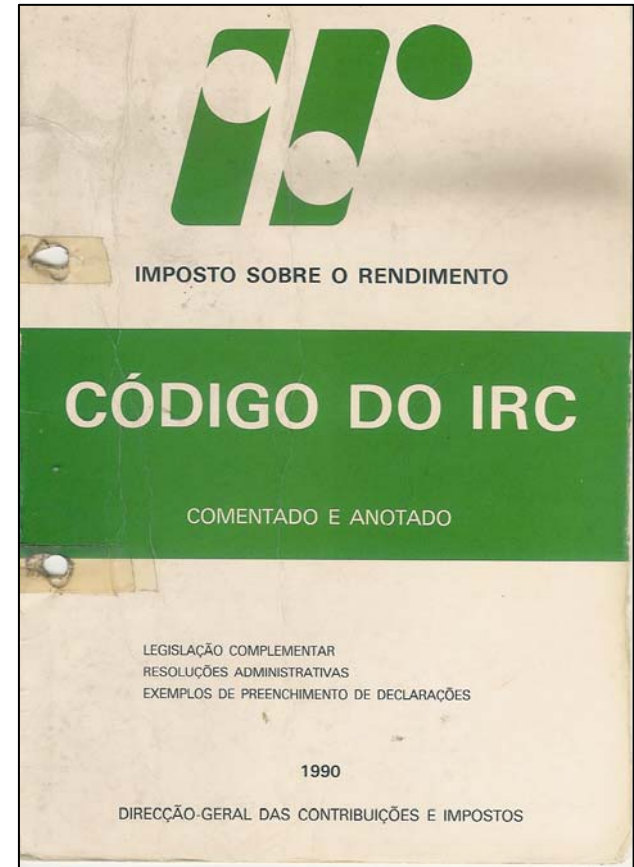 ir
IMPOSTO SOBRE O RENDIMENTO
CÓDIGO DO IRC
COMENTADO E ANOTADO
LEGISLAÇÃO COMPLEMENTAR
RESOLUÇÕES ADMINISTRATIVAS
EXEMPLOS DE PREENCHIMENTO DE DECLARAÇÕES
1990
DIRECÇÃO-GERAL DAS CONTRIBUIÇÕES E IMPOSTOS